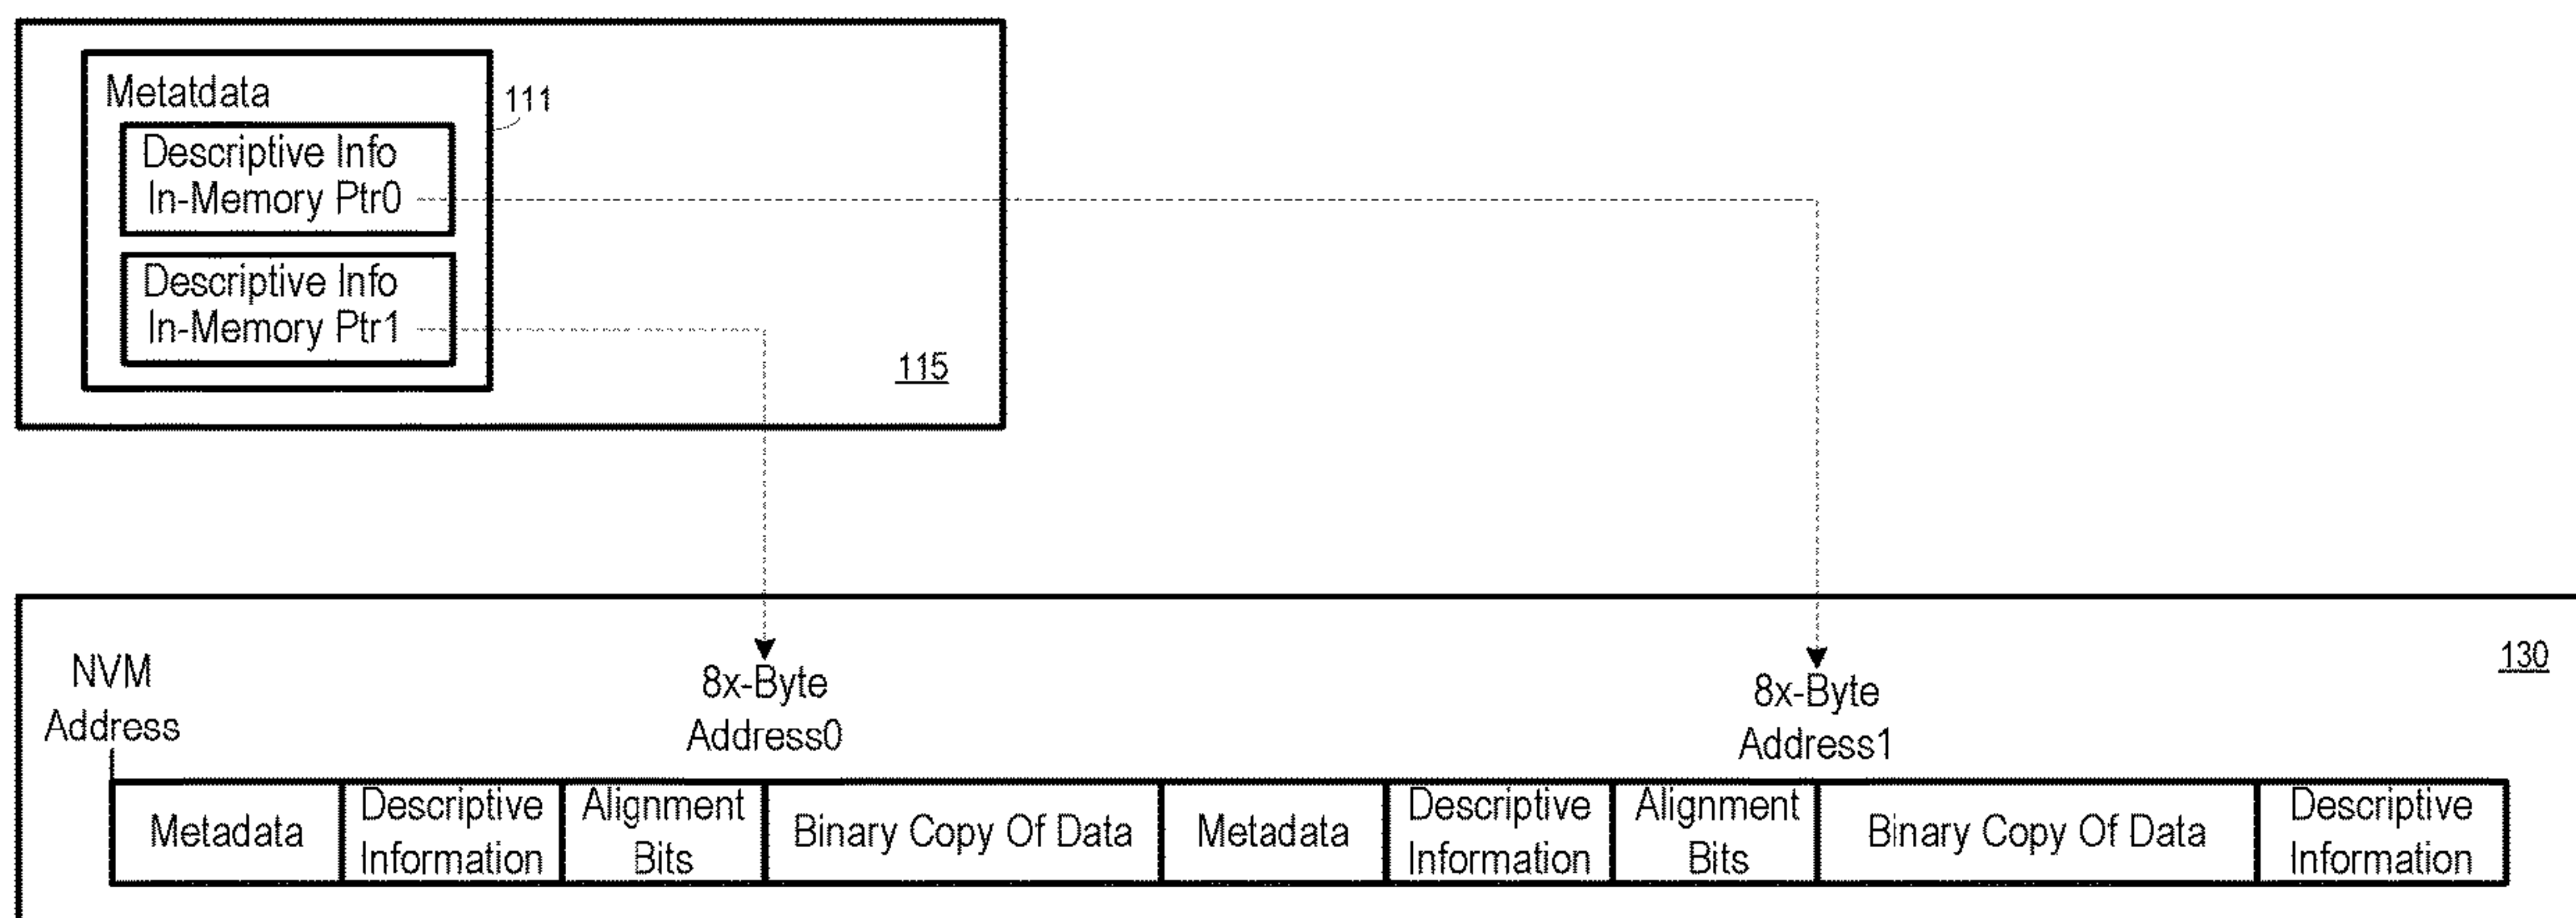 Metatdata
111
Descriptive Info
In-Memory Ptr0
Descriptive Info
In-Memory Ptr1
115
130
NVM
Address
8x-Byte
Address0
8x-Byte
Address1
Metadata
Descriptive
Information
Alignment
Bits
Binary Copy Of Data
Metadata
Descriptive
Information
Alignment
Bits
Binary Copy Of Data
Descriptive
Information